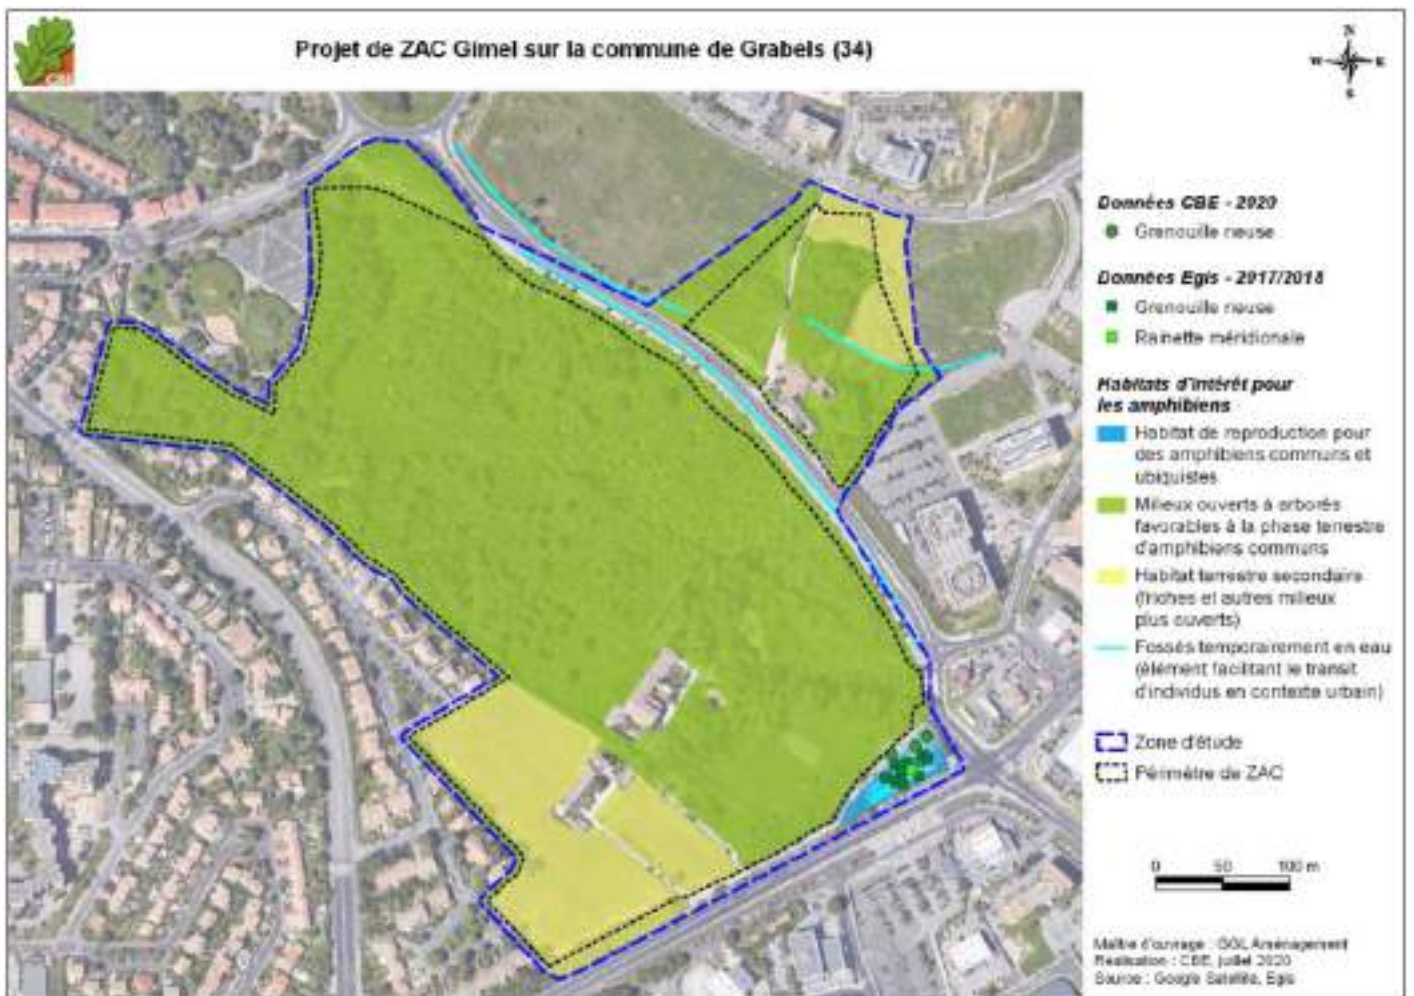 Projet de ZAC Gimel sur la commune de Grabels (34)
CBE
N
W E
S
Données CBE - 2020
Grenouille rieuse
Données Egis - 2017/2018
Grenouille rieuse
Rainette méridionale
Habitats d'intérêt pour
les amphibiens
Habitat de reproduction pour
des amphibiens communs et
ubiquistes
Milieux ouverts à arborés
favorables à la phase terrestre
d'amphibiens communs
Habitat terrestre secondaire
(friches et autres milieux
plus ouverts)
Fossés temporairement en eau
(élément facilitant le transit
d'individus en contexte urbain)
Zone d'étude
Périmètre de ZAC
0 50 100 m
Maître d'ouvrage : GGL Aménagement
Réalisation : CBE, juillet 2020
Source : Google Satellite, Egis